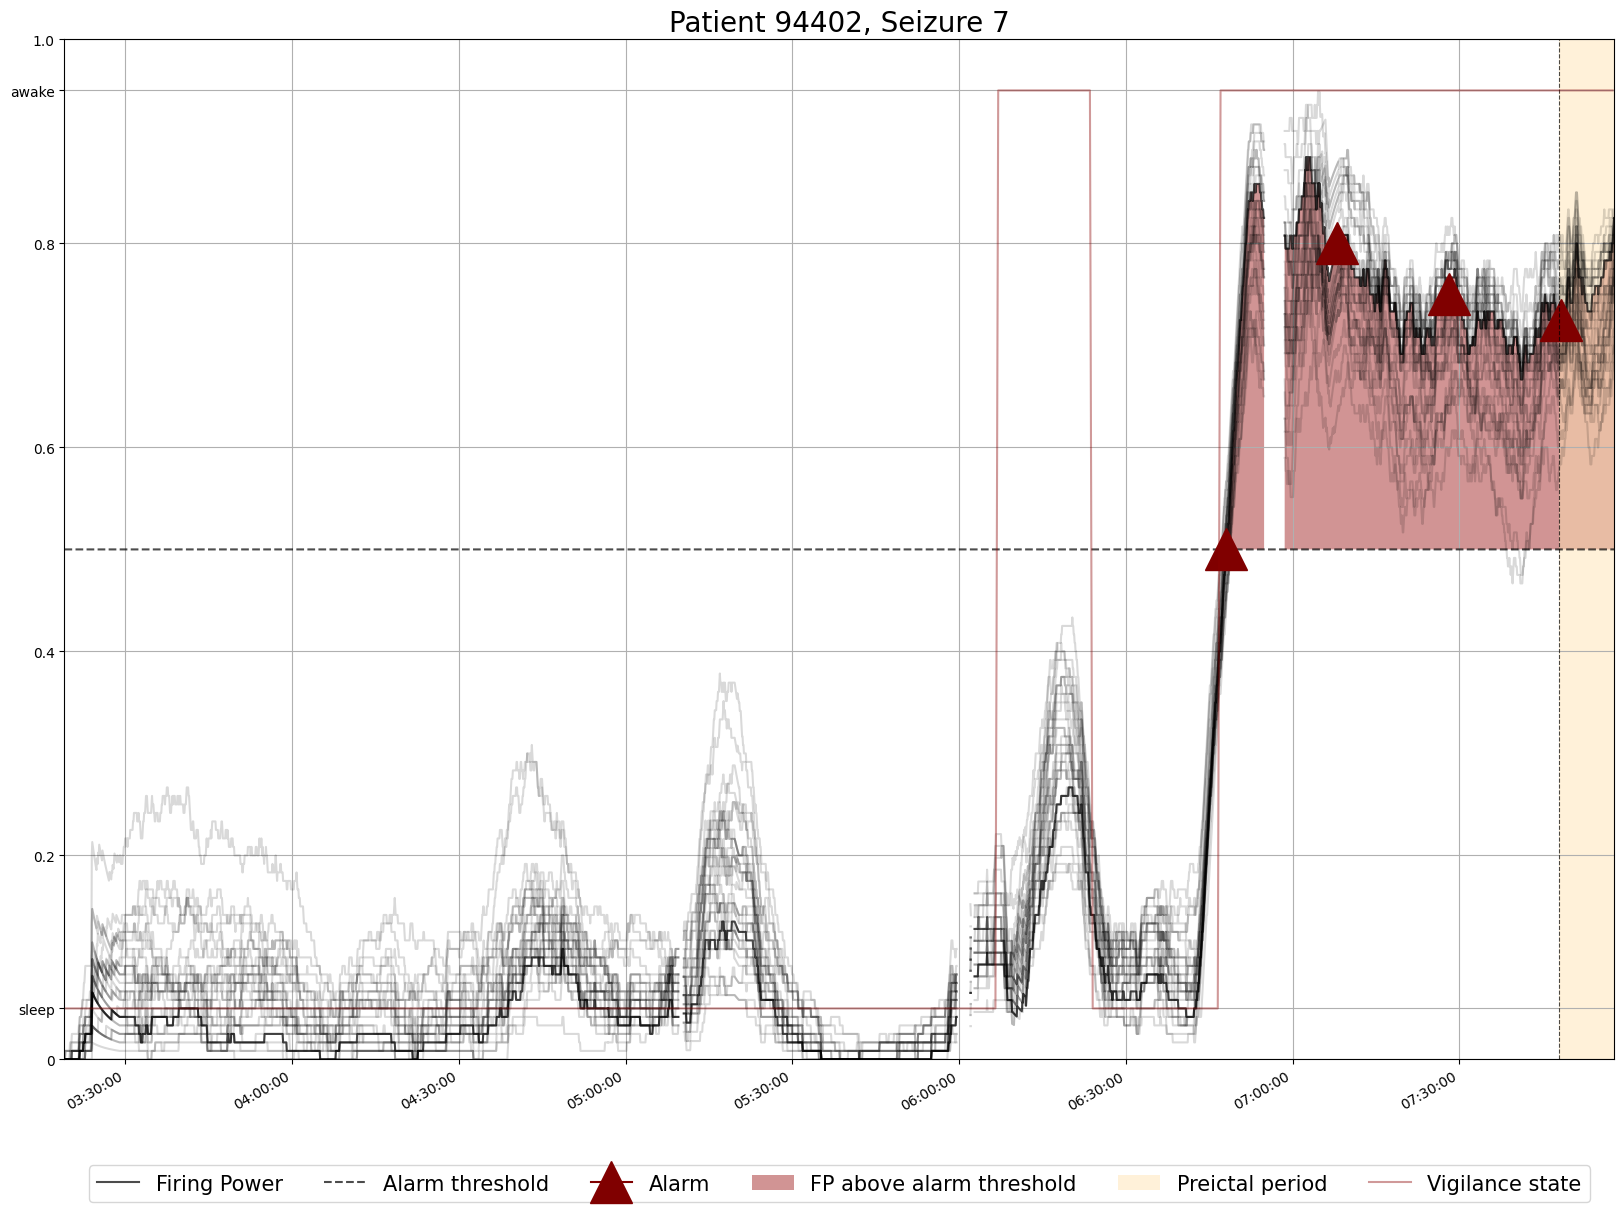 Patient 94402, Seizure 7
1.0
awake
0.8
0.6
0.4
0.2
sleep
0
03:30:00 04:00:00 04:30:00 05:00:00 05:30:00 06:00:00 06:30:00 07:00:00 07:30:00
Firing Power Alarm threshold Alarm FP above alarm threshold Preictal period Vigilance state